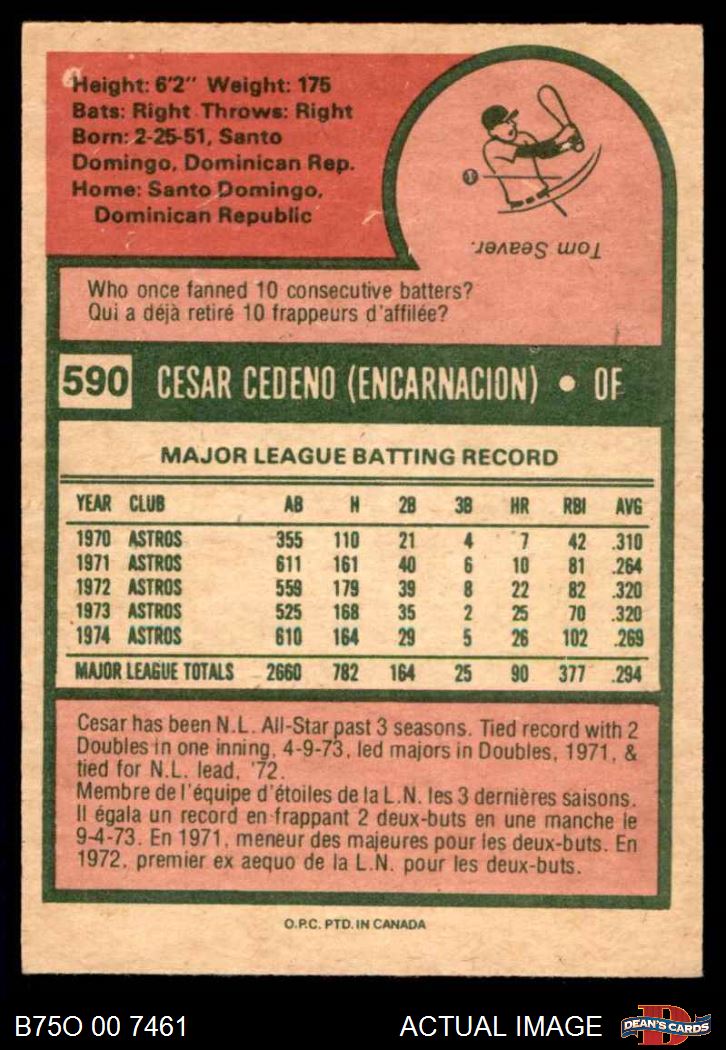 Height: 6'2" Weight: 175
Bats: Right Throws: Right
Born: 2-25-51, Santo
Domingo, Dominican Rep.
Home: Santo Domingo,
Dominican Republic
Tom Seaver.
Who once fanned 10 consecutive batters?
Qui a déjà retiré 10 frappeurs d'affilée?
590 CESAR CEDENO (ENCARNACION) • OF
MAJOR LEAGUE BATTING RECORD
YEAR CLUB AB H 2B 3B HR RBI AVG
1970 ASTROS 355 110 21 4 7 42 .310
1971 ASTROS 611 161 40 6 10 81 .264
1972 ASTROS 559 179 39 8 22 82 .320
1973 ASTROS 525 168 35 2 25 70 .320
1974 ASTROS 610 164 29 5 26 102 .269
MAJOR LEAGUE TOTALS 2660 782 164 25 90 377 .294
Cesar has been N.L. All-Star past 3 seasons. Tied record with 2
Doubles in one inning, 4-9-73, led majors in Doubles, 1971, &
tied for N.L. lead, '72.
Membre de l'équipe d'étoiles de la L.N. les 3 dernières saisons.
Il égala un record en frappant 2 deux-buts en une manche le
9-4-73. En 1971, meneur des majeures pour les deux-buts. En
1972, premier ex aequo de la L.N. pour les deux-buts.
O.P.C. PTD. IN CANADA
B75O 00 7461
ACTUAL IMAGE
D
DEAN'S CARDS